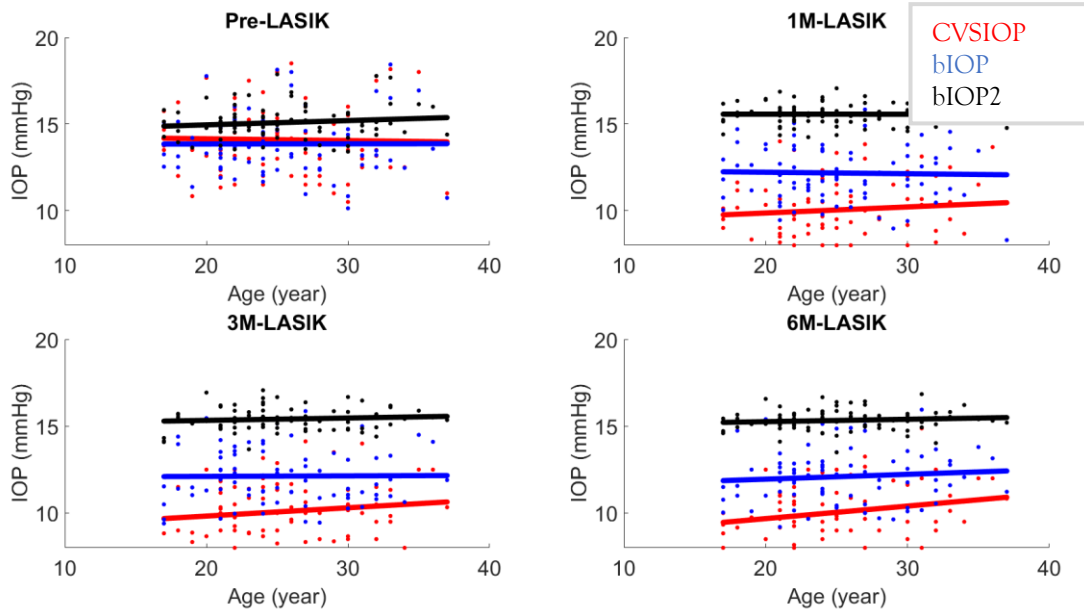 Pre-LASIK
20
15
10
IOP (mmHg)
10 20 30 40
Age (year)
1M-LASIK
20
15
10
IOP (mmHg)
10 20 30 40
Age (year)
CVSIOP
bIOP
bIOP2
3M-LASIK
20
15
10
IOP (mmHg)
10 20 30 40
Age (year)
6M-LASIK
20
15
10
IOP (mmHg)
10 20 30 40
Age (year)